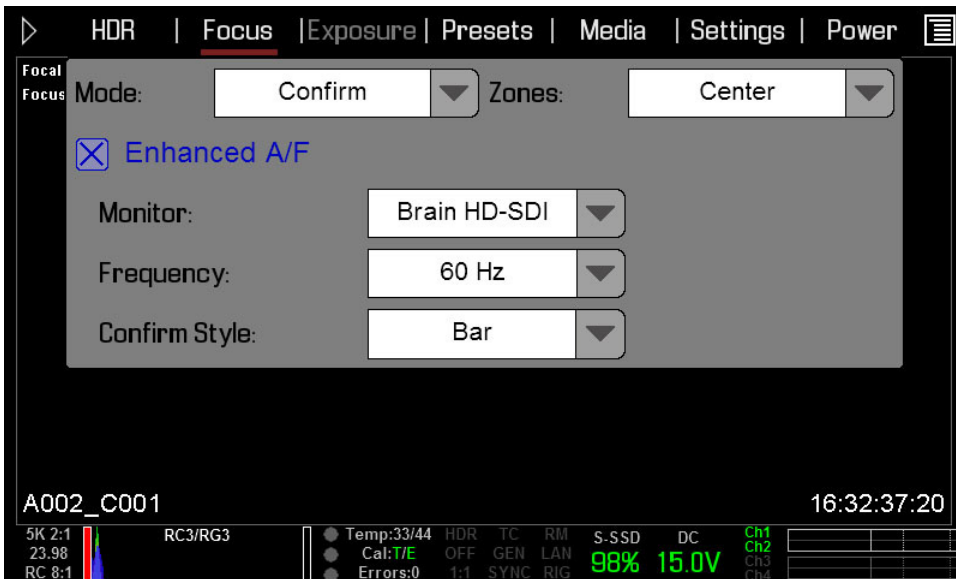 HDR | Focus | Exposure | Presets | Media | Settings | Power
Focal
Focus
Mode: Confirm Zones: Center
Enhanced A/F
Monitor: Brain HD-SDI
Frequency: 60 Hz
Confirm Style: Bar
A002_C001 16:32:37:20
5K 2:1 RC3/RG3 Temp:33/44 HDR TC RM S-SSD DC Ch1
23.98 Cal:T/E OFF GEN LAN 98% 15.0V Ch2
Ch3
RC 8:1 Errors:0 1:1 SYNC RIG Ch4